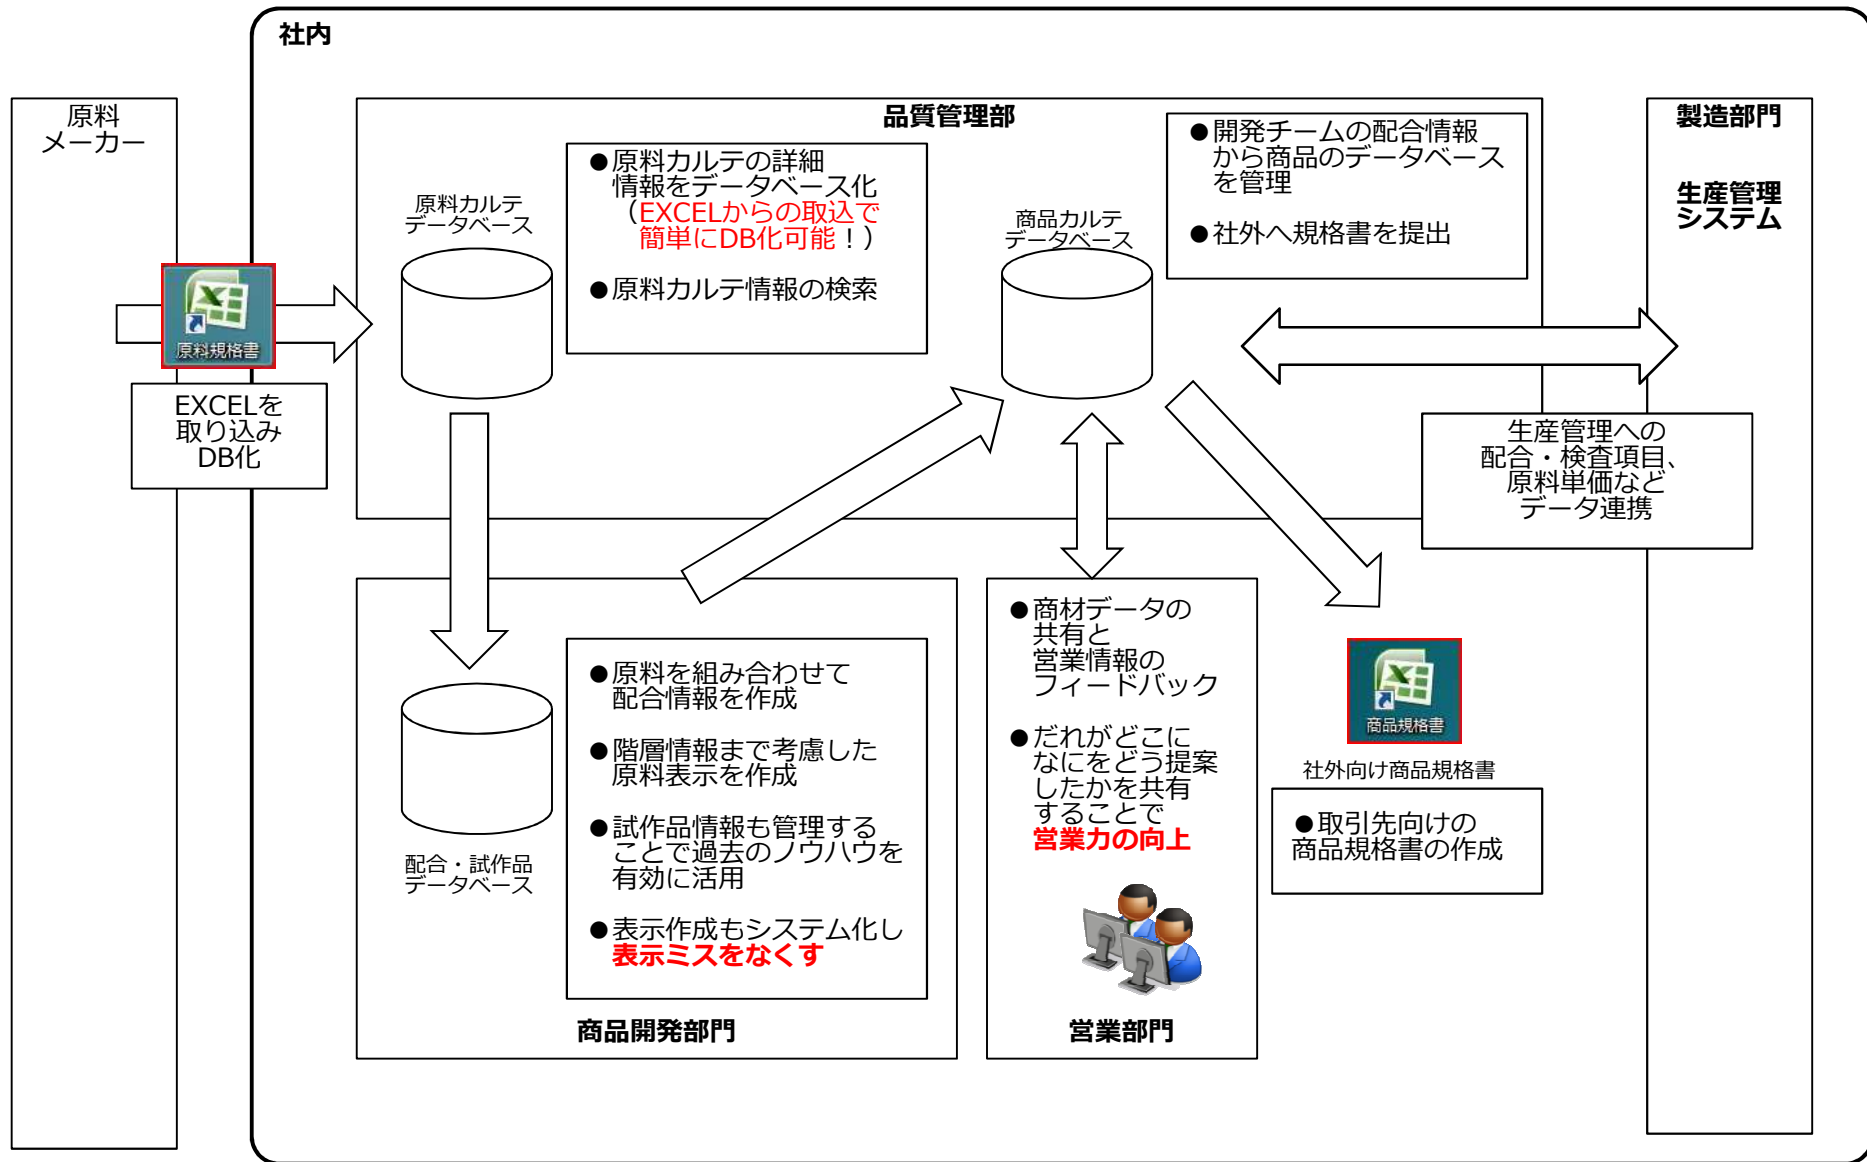 社内
原料
メーカー
原料規格書
EXCELを
取り込み
DB化
品質管理部
原料カルテ
データベース
●原料カルテの詳細
情報をデータベース化
（EXCELからの取込で
簡単にDB化可能！）
●原料カルテ情報の検索
商品カルテ
データベース
●開発チームの配合情報
から商品のデータベース
を管理
●社外へ規格書を提出
製造部門
生産管理
システム
生産管理への
配合・検査項目、
原料単価など
データ連携
配合・試作品
データベース
●原料を組み合わせて
配合情報を作成
●階層情報まで考慮した
原料表示を作成
●試作品情報も管理する
ことで過去のノウハウを
有効に活用
●表示作成もシステム化し
表示ミスをなくす
商品開発部門
●商材データの
共有と
営業情報の
フィードバック
●だれがどこに
なにをどう提案
したかを共有
することで
営業力の向上
営業部門
商品規格書
社外向け商品規格書
●取引先向けの
商品規格書の作成